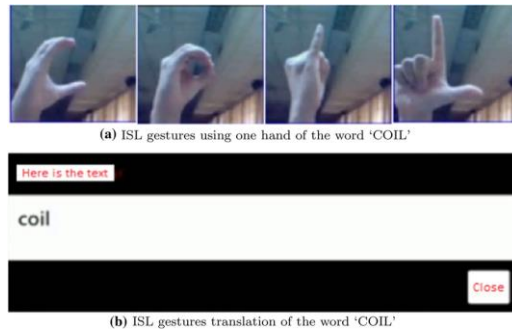 (a) ISL gestures using one hand of the word ‘COIL’
Here is the text
coil
Close
(b) ISL gestures translation of the word ‘COIL’